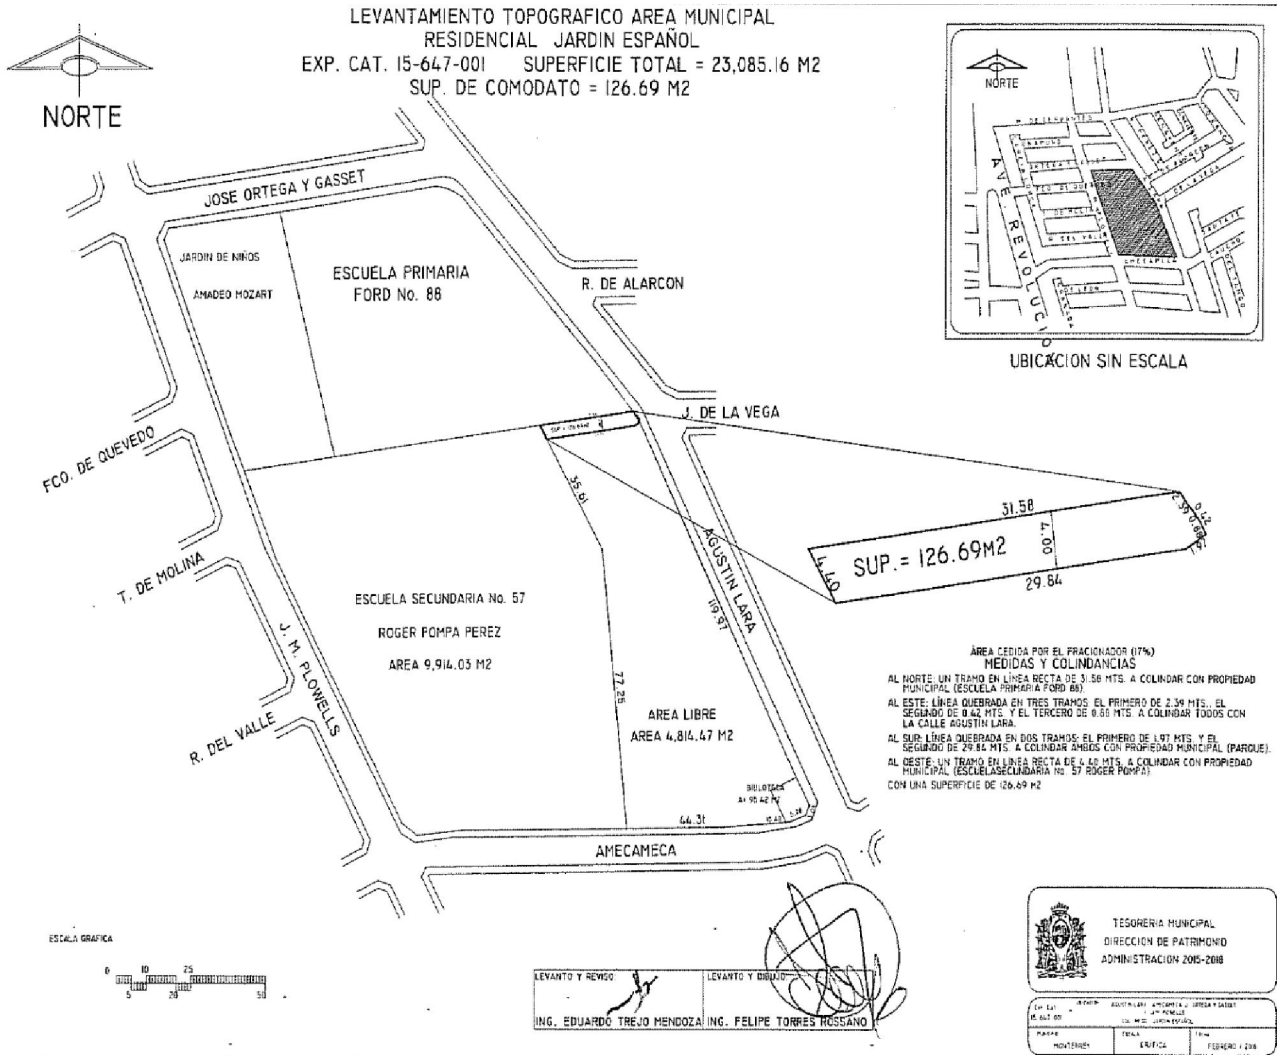 LEVANTAMIENTO TOPOGRAFICO AREA MUNICIPAL
RESIDENCIAL JARDIN ESPAÑOL
EXP. CAT. 15-647-001 SUPERFICIE TOTAL = 23,085.16 M2
SUP. DE COMODATO = 126.69 M2
NORTE
NORTE
AVE REVOLUCION
UBICACION SIN ESCALA
JOSE ORTEGA Y GASSET
JARDIN DE NIÑOS
AMADEO MOZART
ESCUELA PRIMARIA
FORD No. 88
R. DE ALARCON
J. DE LA VEGA
FCO. DE QUEVEDO
T. DE MOLINA
R. DEL VALLE
J. M. PLOWELLS
AGUSTIN LARA
119.97
35.61
77.25
ESCUELA SECUNDARIA No. 57
ROGER POMPA PEREZ
AREA 9,914.03 M2
AREA LIBRE
AREA 4,814.47 M2
BIBLIOTECA
44.31
AMECAMECA
31.58
4.00
SUP.= 126.69M2
4.40
29.84
2.39
0.42
0.88
1.97
ÁREA CEDIDA POR EL FRACIONADOR (17%)
MEDIDAS Y COLINDANCIAS
AL NORTE: UN TRAMO EN LÍNEA RECTA DE 31.58 MTS. A COLINDAR CON PROPIEDAD
MUNICIPAL (ESCUELA PRIMARIA FORD 88).
AL ESTE: LÍNEA QUEBRADA EN TRES TRAMOS: EL PRIMERO DE 2.39 MTS., EL
SEGUNDO DE 0.42 MTS. Y EL TERCERO DE 0.88 MTS. A COLINDAR TODOS CON
LA CALLE AGUSTIN LARA.
AL SUR: LÍNEA QUEBRADA EN DOS TRAMOS: EL PRIMERO DE 1.97 MTS. Y EL
SEGUNDO DE 29.84 MTS. A COLINDAR AMBOS CON PROPIEDAD MUNICIPAL (PARQUE).
AL OESTE: UN TRAMO EN LINEA RECTA DE 4.40 MTS. A COLINDAR CON PROPIEDAD
MUNICIPAL (ESCUELASECUNDARIA No. 57 ROGER POMPA)
CON UNA SUPERFICIE DE 126.69 M2
ESCALA GRAFICA
0 10 25
5 20 50
LEVANTO Y REVISO
ING. EDUARDO TREJO MENDOZA
LEVANTO Y DIBUJO
ING. FELIPE TORRES ROSSANO
TESORERIA MUNICIPAL
DIRECCION DE PATRIMONIO
ADMINISTRACION 2015-2018
MONTERREY
GRAFICA